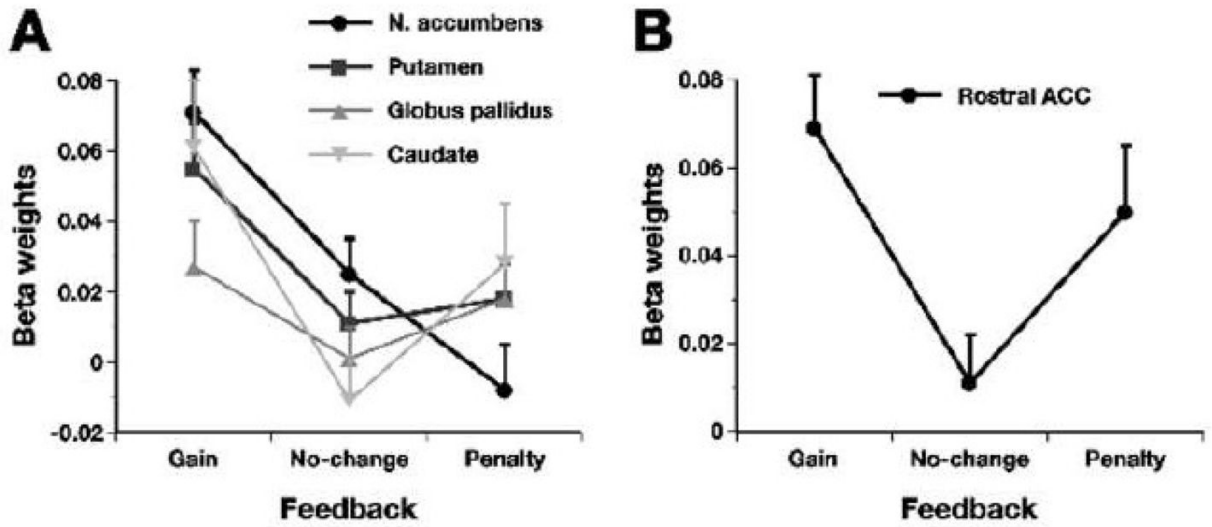 A
N. accumbens
Putamen
Globus pallidus
Caudate
0.08
0.06
0.04
0.02
0
-0.02
Beta weights
Gain No-change Penalty
Feedback
B
Rostral ACC
0.08
0.06
0.04
0.02
0
Beta weights
Gain No-change Penalty
Feedback